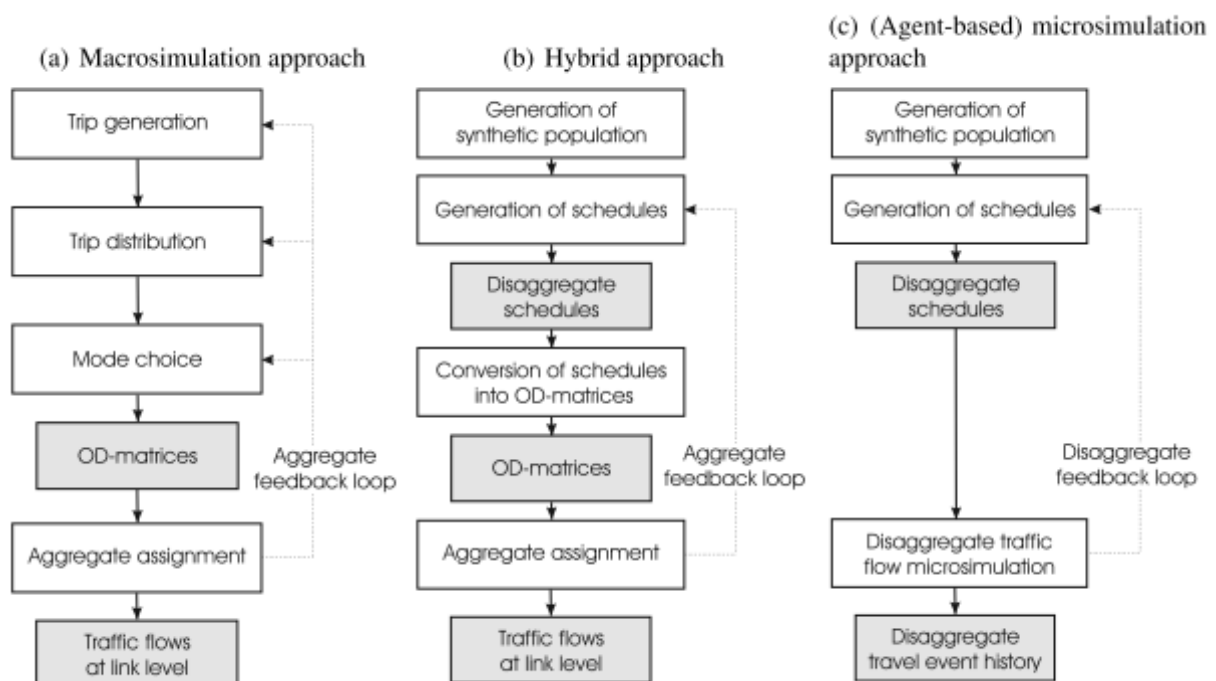 (a) Macrosimulation approach
Trip generation
Trip distribution
Mode choice
OD-matrices
Aggregate
feedback loop
Aggregate assignment
Traffic flows
at link level
(b) Hybrid approach
Generation of
synthetic population
Generation of schedules
Disaggregate
schedules
Conversion of schedules
into OD-matrices
OD-matrices
Aggregate
feedback loop
Aggregate assignment
Traffic flows
at link level
(c) (Agent-based) microsimulation
approach
Generation of
synthetic population
Generation of schedules
Disaggregate
schedules
Disaggregate
feedback loop
Disaggregate traffic
flow microsimulation
Disaggregate
travel event history